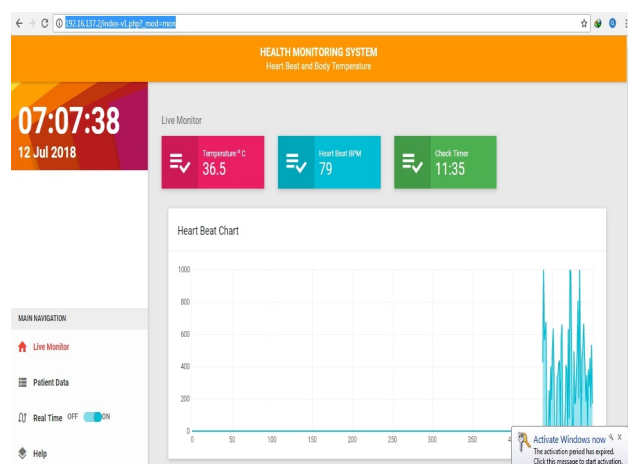 192.16.137.2/index-v1.php?_mod=mon
HEALTH MONITORING SYSTEM
Heart Beat and Body Temperature
07:07:38
12 Jul 2018
Live Monitor
Temperature º C
36.5
Heart Beat BPM
79
Check Timer
11:35
Heart Beat Chart
1000
800
600
400
200
0
0 50 100 150 200 250 300 350 4
MAIN NAVIGATION
Live Monitor
Patient Data
Real Time OFF ON
Help
Activate Windows now
The activation period has expired.
Click this message to start activation.